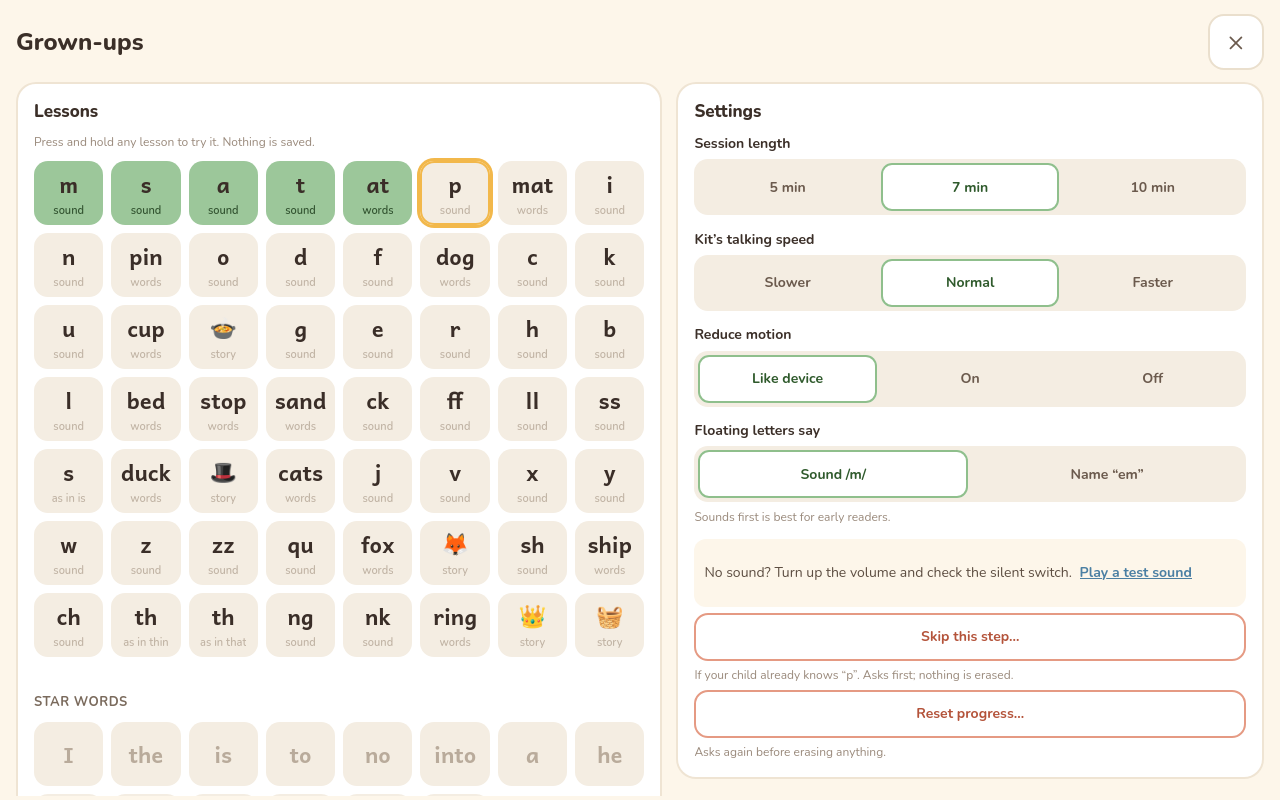 Grown-ups
Lessons
Press and hold any lesson to try it. Nothing is saved.
m s a t at p mat i
sound sound sound sound words sound words sound
n pin o d f dog c k
sound words sound sound sound words sound sound
u cup g e r h b
sound words story sound sound sound sound sound
l bed stop sand ck ff ll ss
sound words words words sound sound sound sound
s duck cats j v x y
as in is words story words sound sound sound sound
w z zz qu fox sh ship
sound sound sound sound words story sound words
ch th th ng nk ring
sound as in thin as in that sound sound words story story
STAR WORDS
I the is to no into a he
Settings
Session length
5 min 7 min 10 min
Kit’s talking speed
Slower Normal Faster
Reduce motion
Like device On Off
Floating letters say
Sound /m/ Name “em”
Sounds first is best for early readers.
No sound? Turn up the volume and check the silent switch. Play a test sound
Skip this step…
If your child already knows “p”. Asks first; nothing is erased.
Reset progress…
Asks again before erasing anything.